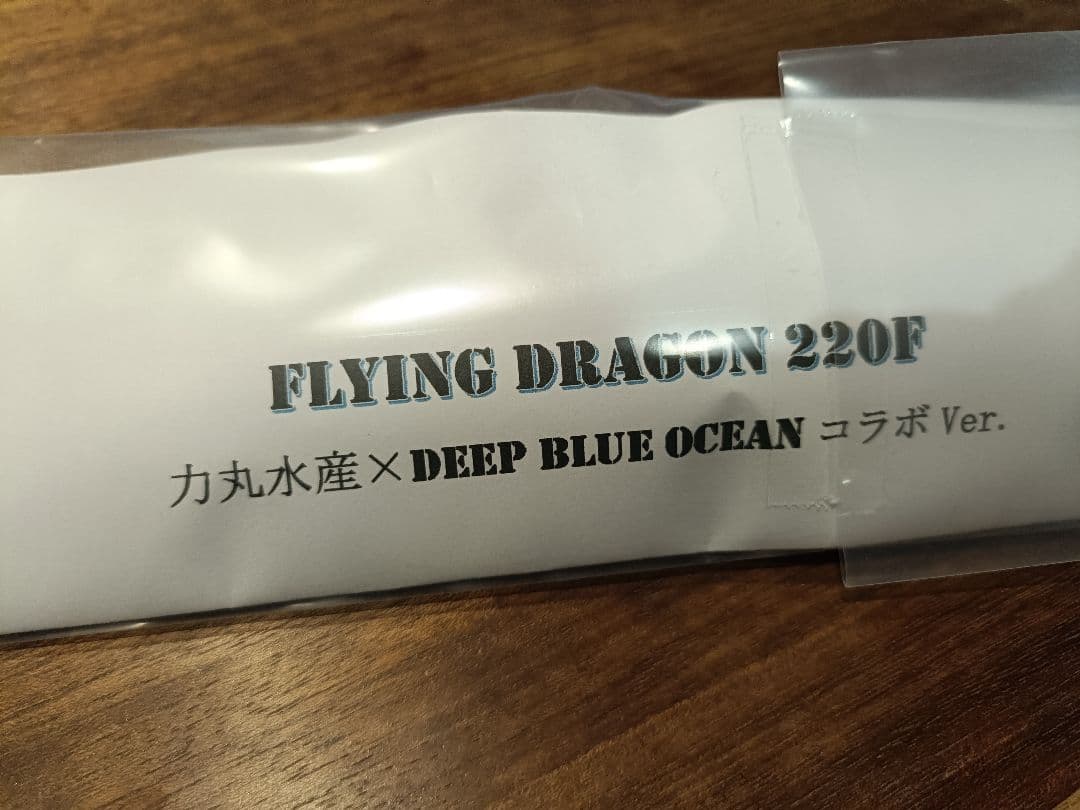 FLYING DRAGON 220F
力丸水産×DEEP BLUE OCEAN コラボ Ver.